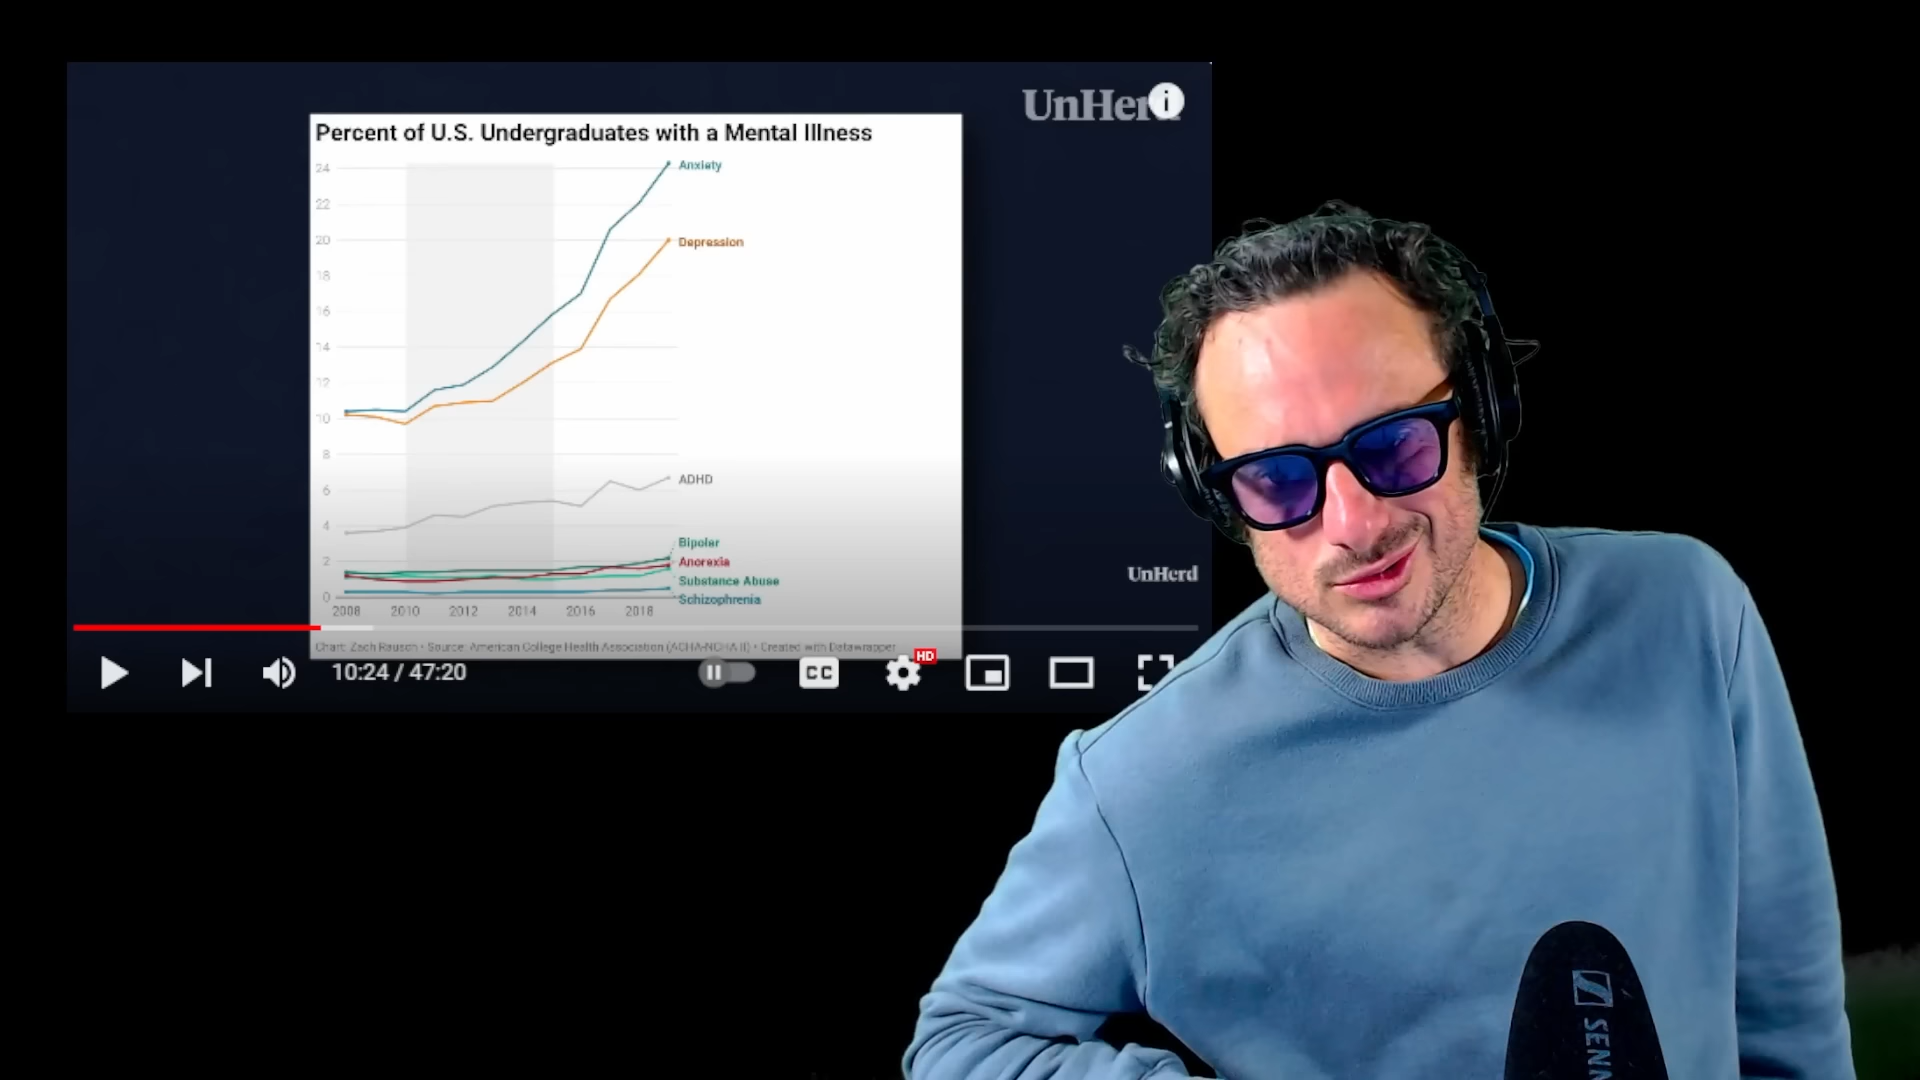 UnHerd
Percent of U.S. Undergraduates with a Mental Illness
24
22
20
18
16
14
12
10
8
6
4
2
0
Anxiety
Depression
ADHD
Bipolar
Anorexia
Substance Abuse
Schizophrenia
2008 2010 2012 2014 2016 2018
UnHerd
Chart: Zach Rausch • Source: American College Health Association (ACHA-NCHA II) • Created with Datawrapper
10:24 / 47:20
CC
HD
SENN